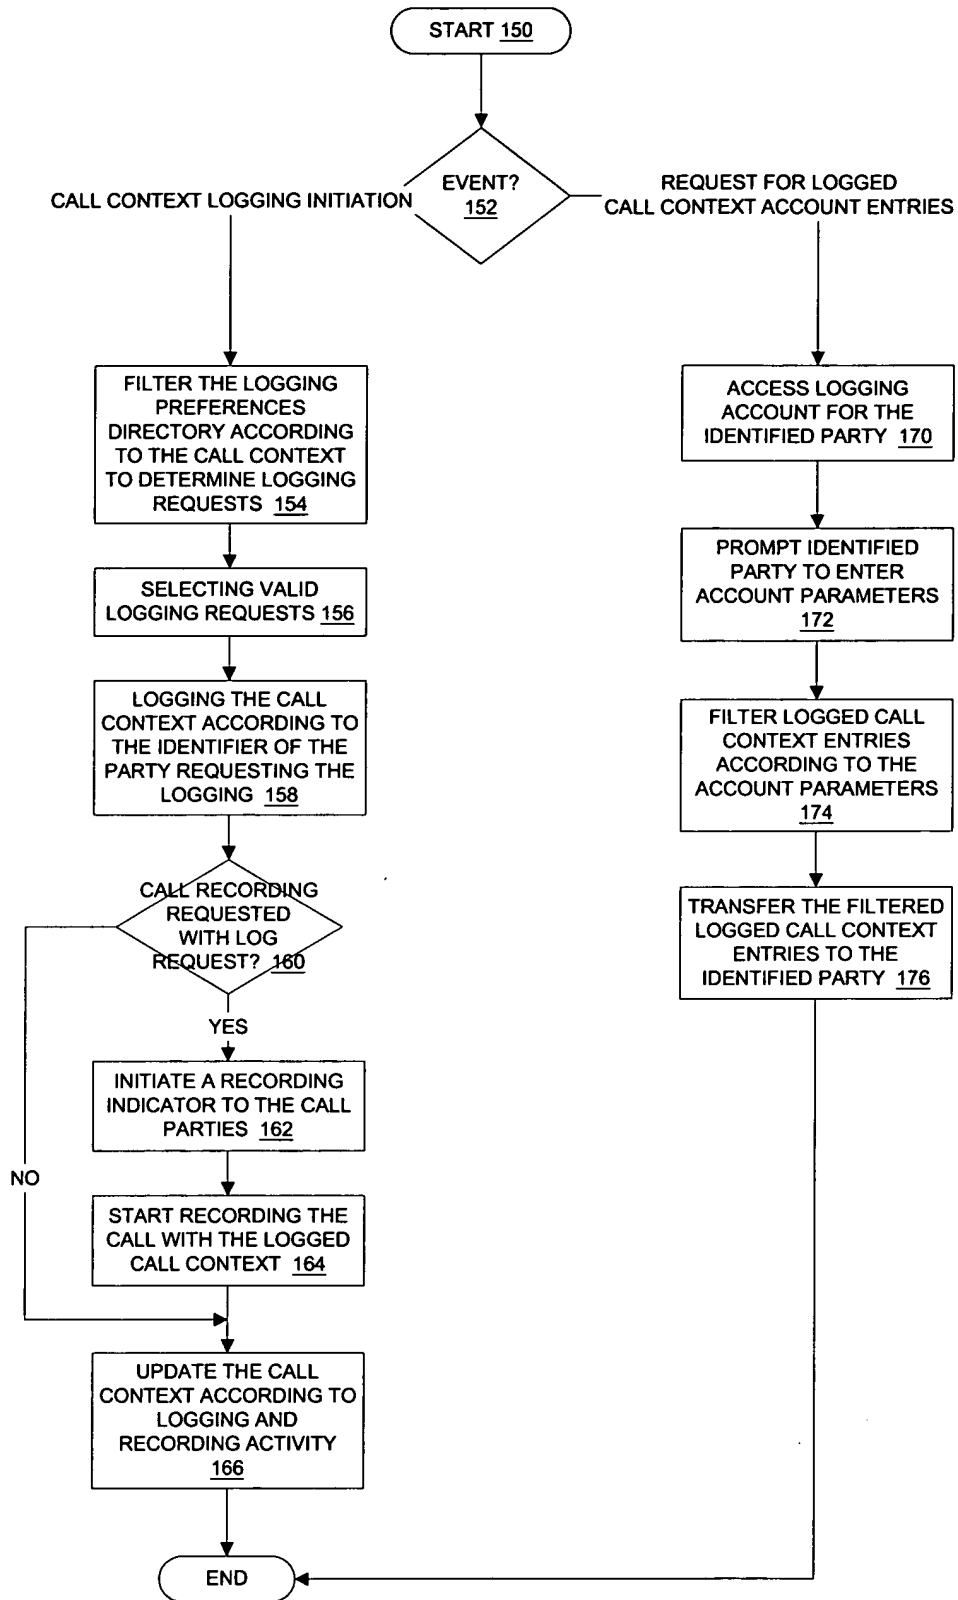 START 150
EVENT?
152
CALL CONTEXT LOGGING INITIATION
REQUEST FOR LOGGED
CALL CONTEXT ACCOUNT ENTRIES
FILTER THE LOGGING
PREFERENCES
DIRECTORY ACCORDING
TO THE CALL CONTEXT
TO DETERMINE LOGGING
REQUESTS 154
SELECTING VALID
LOGGING REQUESTS 156
LOGGING THE CALL
CONTEXT ACCORDING TO
THE IDENTIFIER OF THE
PARTY REQUESTING THE
LOGGING 158
CALL RECORDING
REQUESTED
WITH LOG
REQUEST? 160
YES
INITIATE A RECORDING
INDICATOR TO THE CALL
PARTIES 162
NO
START RECORDING THE
CALL WITH THE LOGGED
CALL CONTEXT 164
UPDATE THE CALL
CONTEXT ACCORDING TO
LOGGING AND
RECORDING ACTIVITY
166
ACCESS LOGGING
ACCOUNT FOR THE
IDENTIFIED PARTY 170
PROMPT IDENTIFIED
PARTY TO ENTER
ACCOUNT PARAMETERS
172
FILTER LOGGED CALL
CONTEXT ENTRIES
ACCORDING TO THE
ACCOUNT PARAMETERS
174
TRANSFER THE FILTERED
LOGGED CALL CONTEXT
ENTRIES TO THE
IDENTIFIED PARTY 176
END